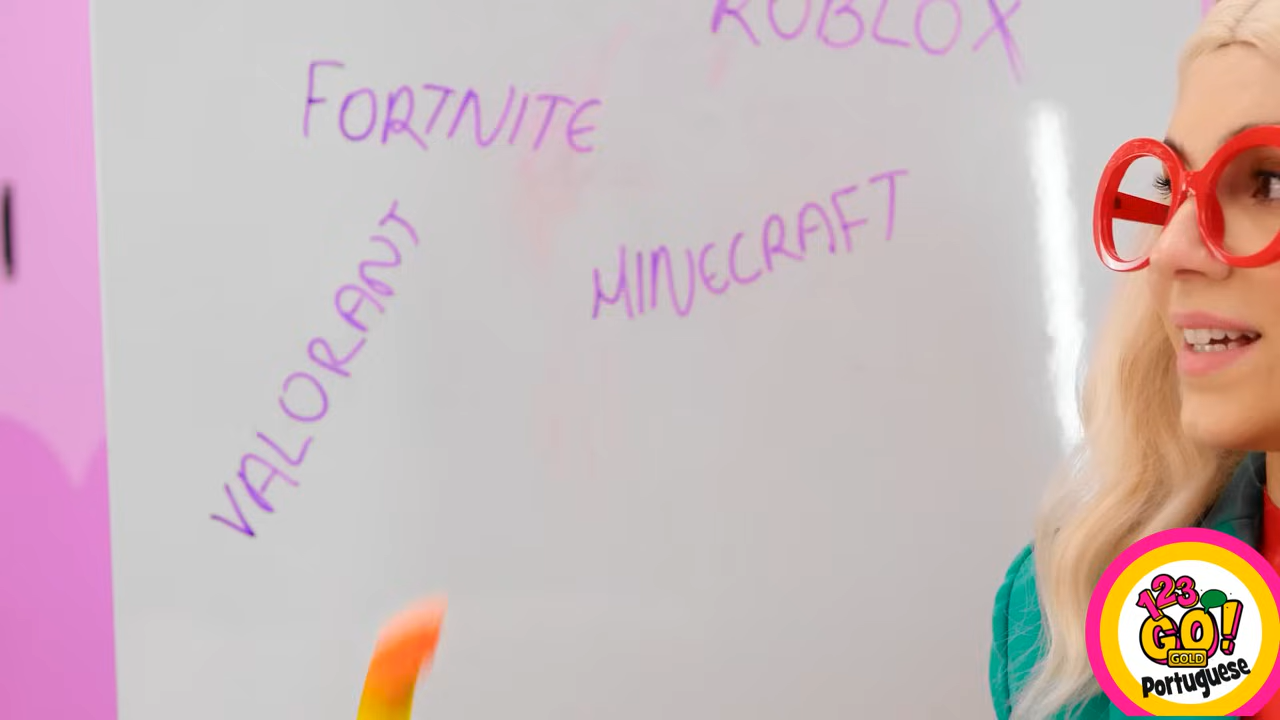 ROBLOX
FORTNITE
MINECRAFT
VALORANT
123
GO!
GOLD
Portuguese